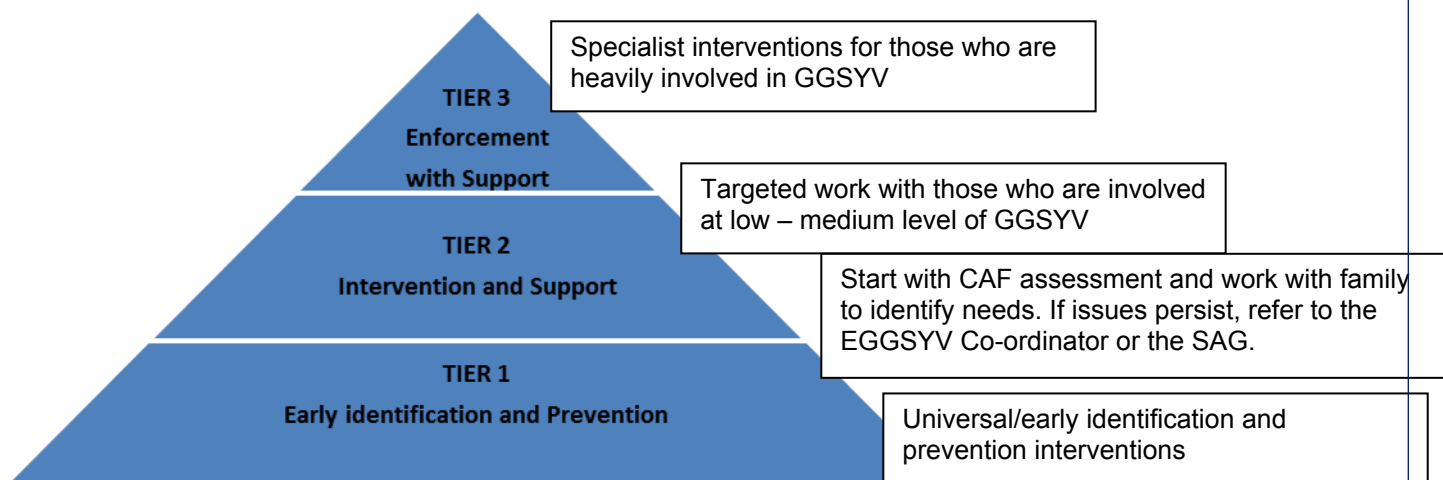 Specialist interventions for those who are
heavily involved in GGSYV
TIER 3
Enforcement
with Support
Targeted work with those who are involved
at low – medium level of GGSYV
TIER 2
Intervention and Support
Start with CAF assessment and work with family
to identify needs. If issues persist, refer to the
EGGSYV Co-ordinator or the SAG.
TIER 1
Early identification and Prevention
Universal/early identification and
prevention interventions